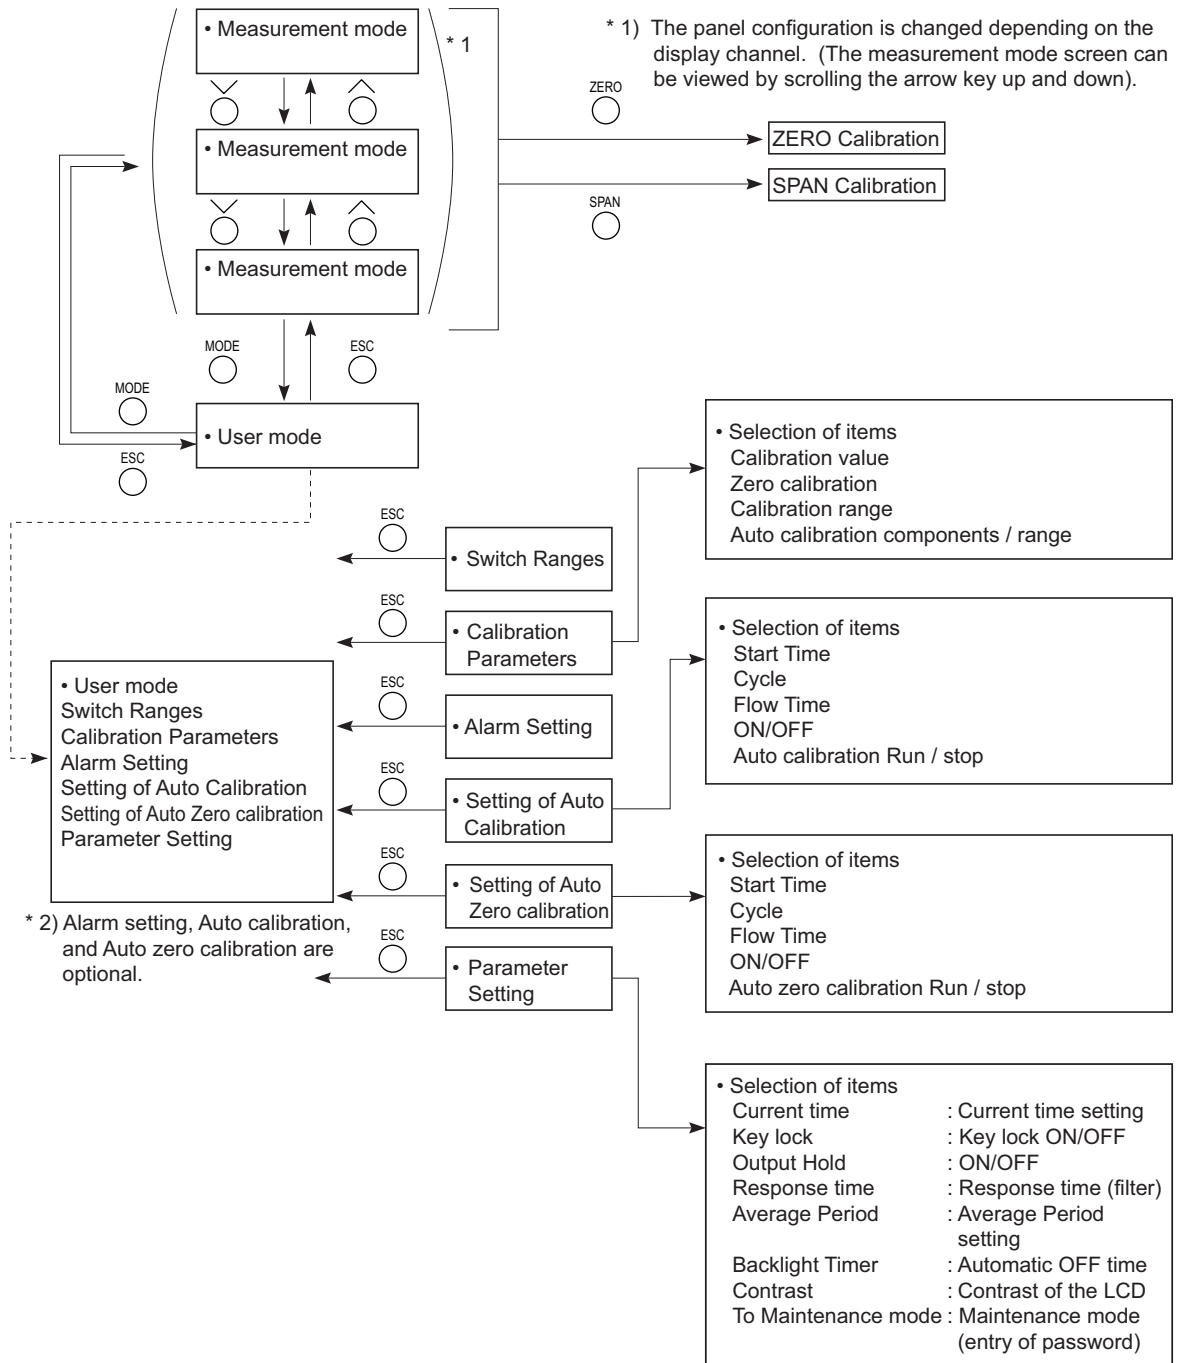 • Measurement mode
* 1
* 1) The panel configuration is changed depending on the
display channel. (The measurement mode screen can
be viewed by scrolling the arrow key up and down).
ZERO
• Measurement mode
ZERO Calibration
SPAN Calibration
SPAN
• Measurement mode
MODE
ESC
MODE
• User mode
ESC
• Selection of items
Calibration value
Zero calibration
Calibration range
Auto calibration components / range
ESC
• Switch Ranges
ESC
• Calibration
Parameters
• Selection of items
Start Time
Cycle
Flow Time
ON/OFF
Auto calibration Run / stop
• User mode
Switch Ranges
Calibration Parameters
Alarm Setting
Setting of Auto Calibration
Setting of Auto Zero calibration
Parameter Setting
ESC
• Alarm Setting
ESC
• Setting of Auto
Calibration
ESC
• Setting of Auto
Zero calibration
• Selection of items
Start Time
Cycle
Flow Time
ON/OFF
Auto zero calibration Run / stop
* 2) Alarm setting, Auto calibration,
and Auto zero calibration are
optional.
ESC
• Parameter
Setting
• Selection of items
Current time : Current time setting
Key lock : Key lock ON/OFF
Output Hold : ON/OFF
Response time : Response time (filter)
Average Period : Average Period
setting
Backlight Timer : Automatic OFF time
Contrast : Contrast of the LCD
To Maintenance mode : Maintenance mode
(entry of password)